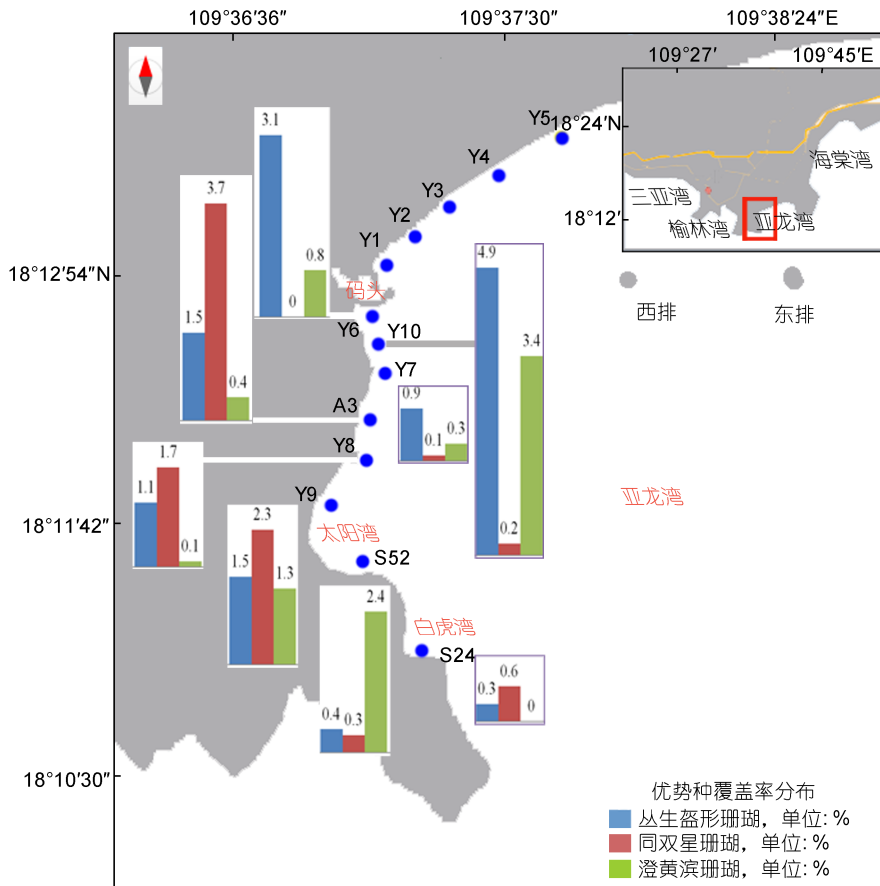 109°36′36″
109°37′30″
109°38′24″E
109°27′
109°45′E
18°24′N
18°12′
海棠湾
三亚湾
榆林湾
亚龙湾
西排
东排
Y5
Y4
Y3
Y2
Y1
18°12′54″N
码头
Y6
Y10
Y7
A3
Y8
Y9
18°11′42″
太阳湾
S52
亚龙湾
白虎湾
S24
18°10′30″
3.1
0
0.8
1.5
3.7
0.4
4.9
0.2
3.4
0.9
0.1
0.3
1.1
1.7
0.1
1.5
2.3
1.3
0.4
0.3
2.4
0.3
0.6
0
优势种覆盖率分布
丛生盔形珊瑚，单位: %
同双星珊瑚，单位: %
澄黄滨珊瑚，单位: %